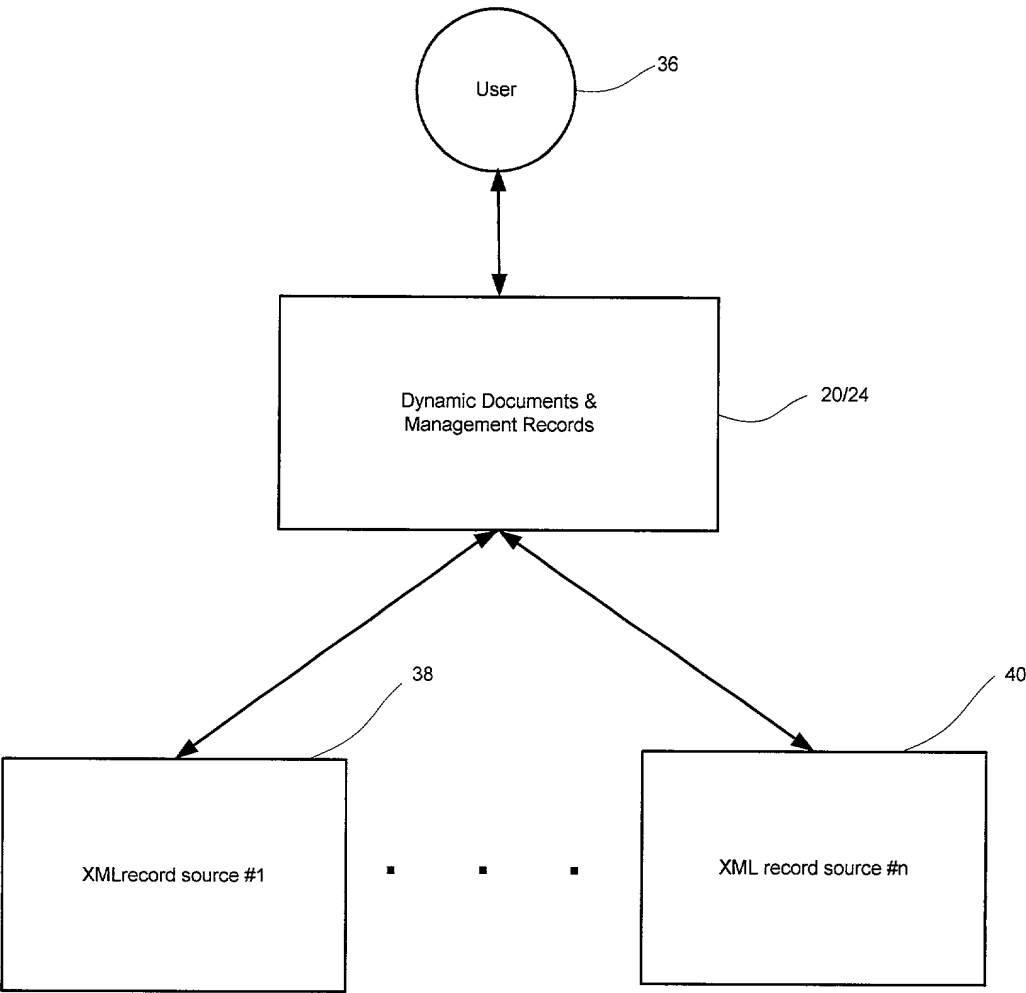 User
36
Dynamic Documents &
Management Records
20/24
38
40
XMLrecord source #1
. . .
XML record source #n